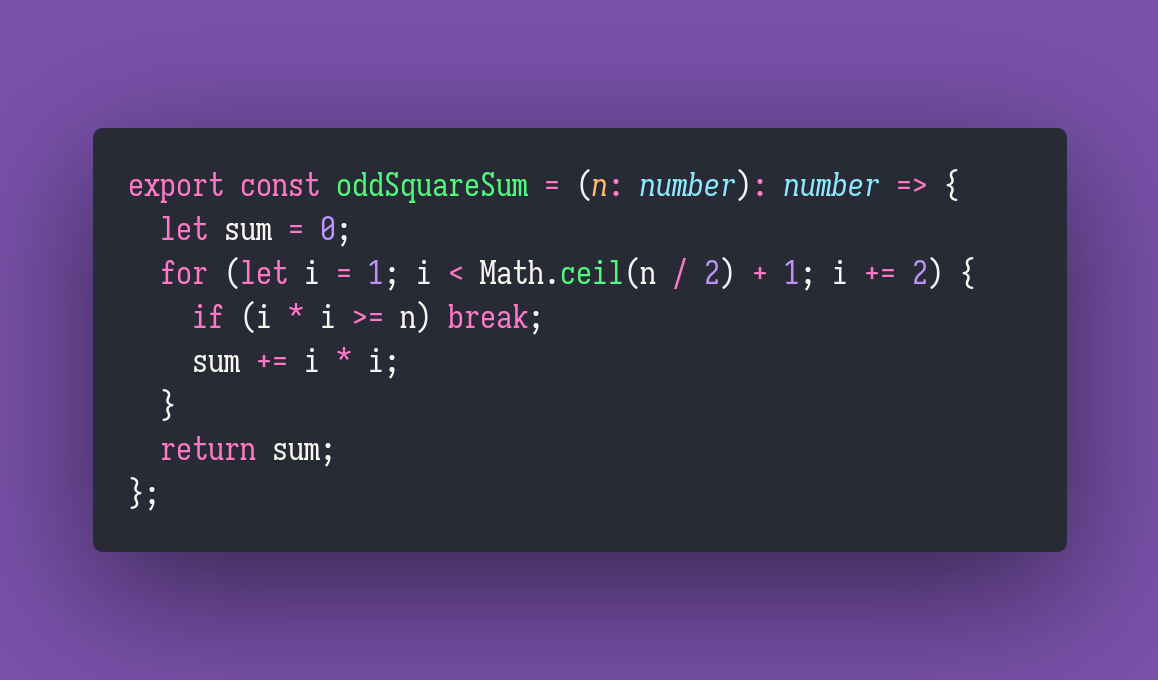 export const oddSquareSum = (n: number): number => {
  let sum = 0;
  for (let i = 1; i < Math.ceil(n / 2) + 1; i += 2) {
    if (i * i >= n) break;
    sum += i * i;
  }
  return sum;
};